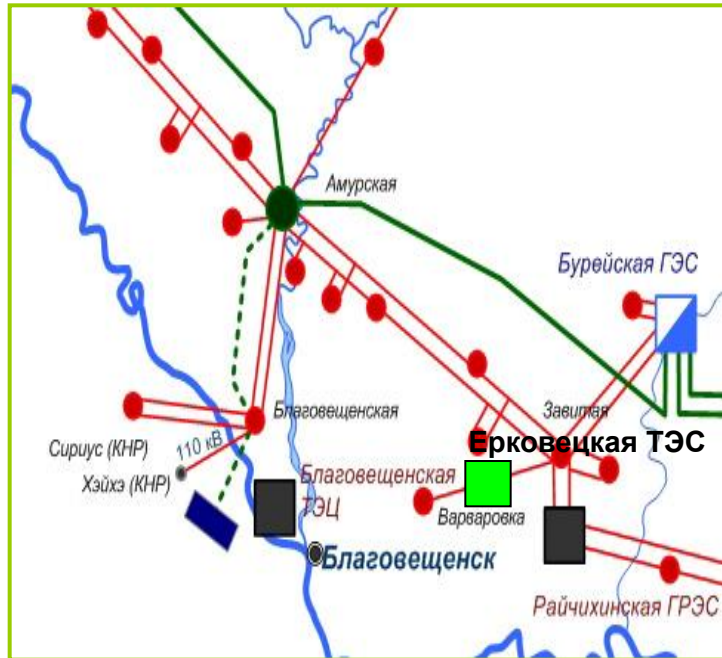 Амурская
Бурейская ГЭС
Благовещенская
Завитая
Сириус (КНР)
110 кВ
Ерковецкая ТЭС
Хэйхэ (КНР)
Благовещенская
ТЭЦ
Варваровка
Благовещенск
Райчихинская ГРЭС